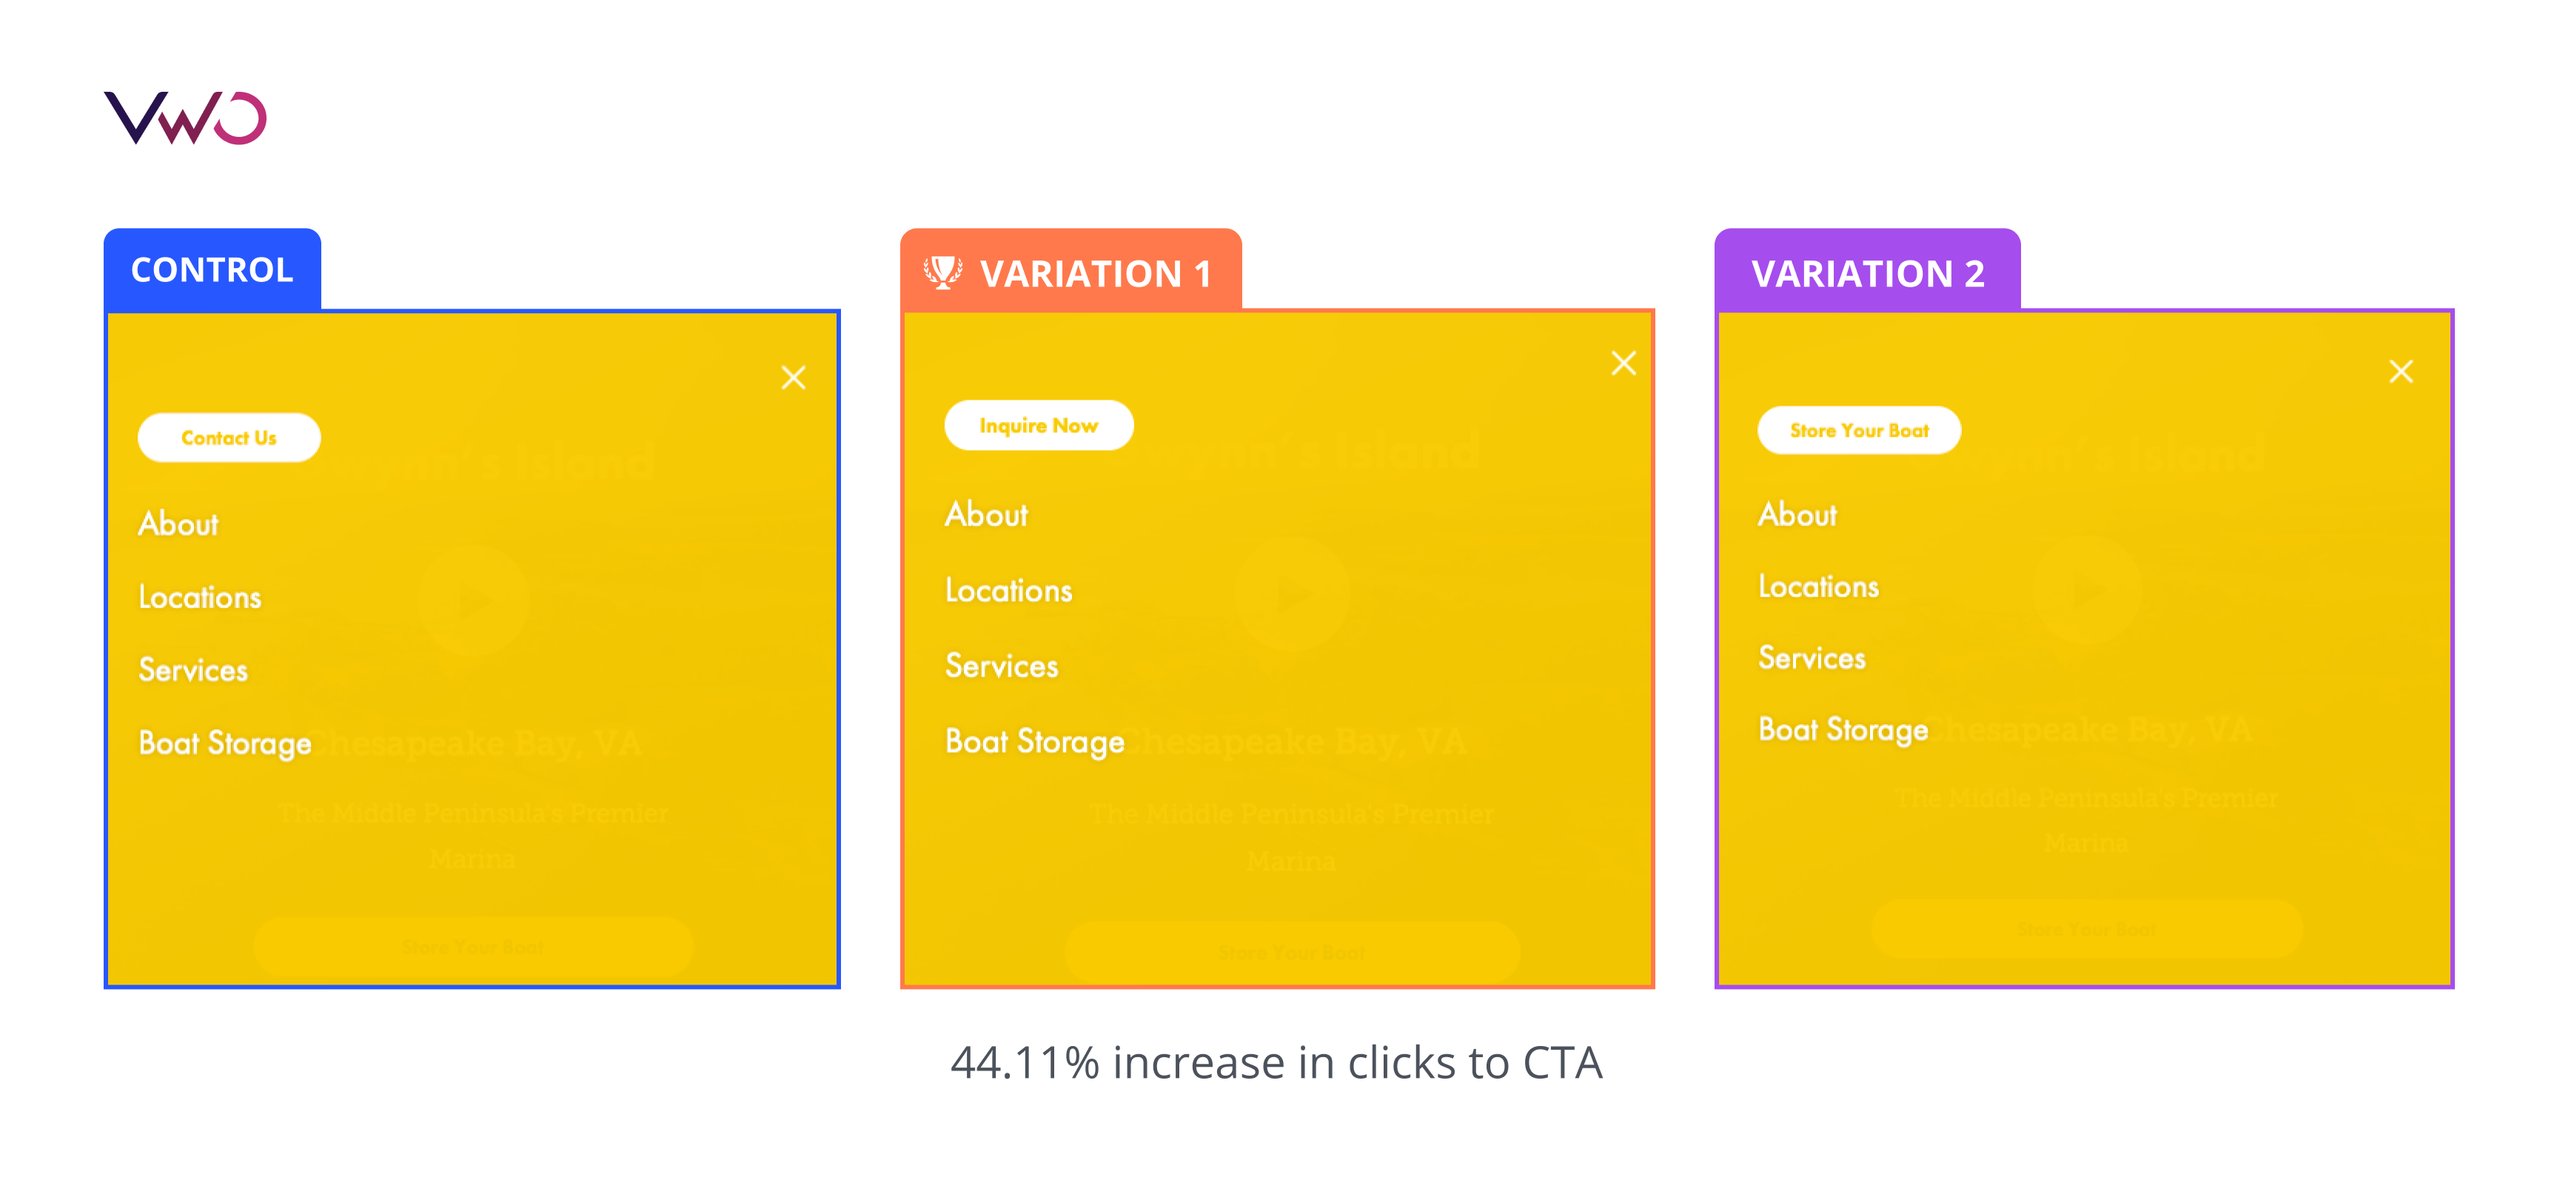 VWO
CONTROL
Contact Us
wynn's Island
About
Locations
Services
Boat Storage
Chesapeake Bay, VA
The Middle Peninsula's Premier
Marina
Store Your Boat
VARIATION 1
Inquire Now
wynn's Island
About
Locations
Services
Boat Storage
Chesapeake Bay, VA
The Middle Peninsula's Premier
Marina
Store Your Boat
VARIATION 2
Store Your Boat
wynn's Island
About
Locations
Services
Boat Storage
Chesapeake Bay, VA
The Middle Peninsula's Premier
Marina
Store Your Boat
44.11% increase in clicks to CTA